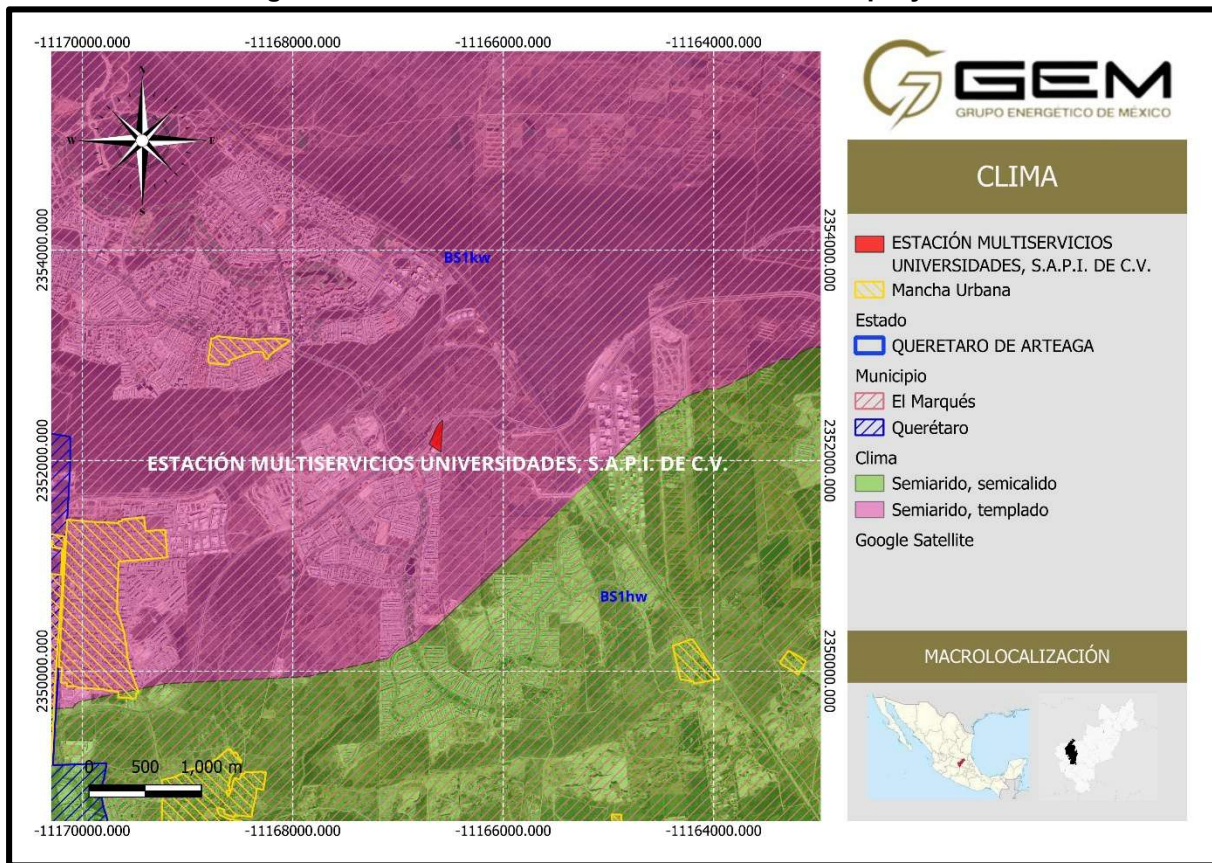 -11170000.000 -11168000.000 -11166000.000 -11164000.000
N
W E
S
2354000.000
2352000.000
2350000.000
BS1kw
ESTACIÓN MULTISERVICIOS UNIVERSIDADES, S.A.P.I. DE C.V.
BS1hw
0 500 1,000 m
2354000.000
2352000.000
2350000.000
-11170000.000 -11168000.000 -11166000.000 -11164000.000
GEM
GRUPO ENERGÉTICO DE MÉXICO
CLIMA
ESTACIÓN MULTISERVICIOS
UNIVERSIDADES, S.A.P.I. DE C.V.
Mancha Urbana
Estado
QUERETARO DE ARTEAGA
Municipio
El Marqués
Querétaro
Clima
Semiarido, semicalido
Semiarido, templado
Google Satellite
MACROLOCALIZACIÓN